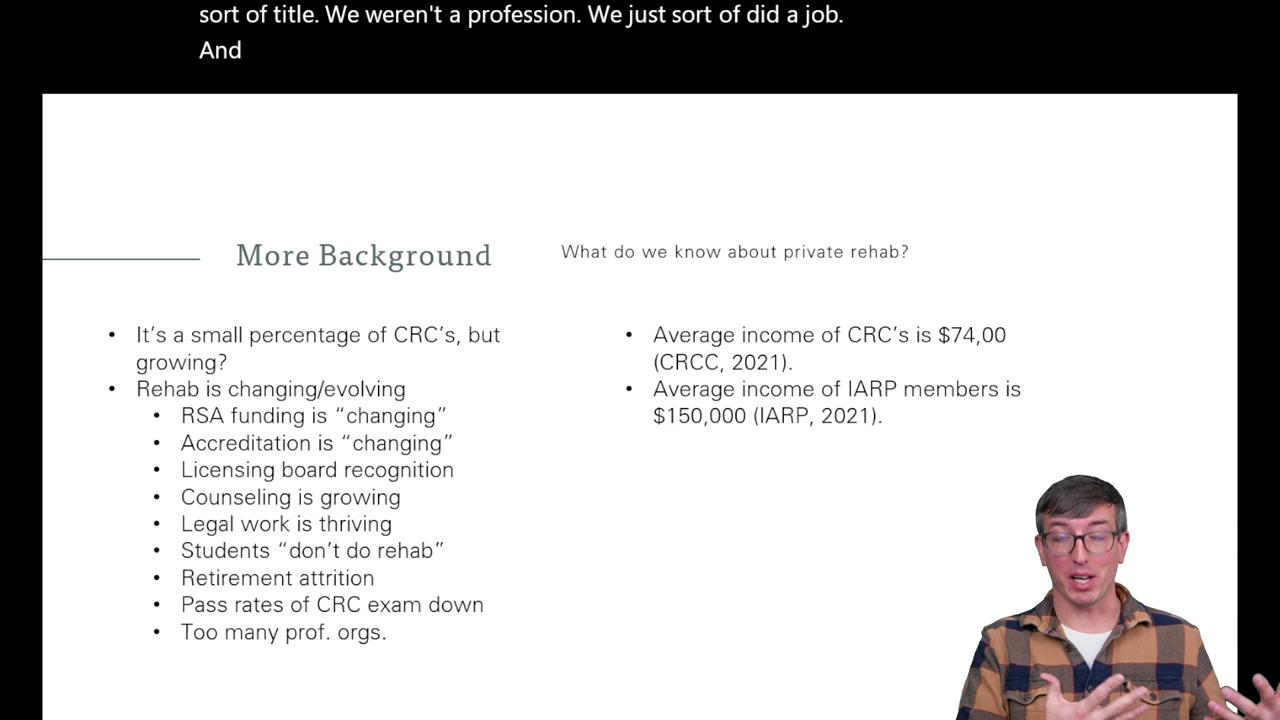 sort of title. We weren't a profession. We just sort of did a job.
And
More Background
What do we know about private rehab?
• It’s a small percentage of CRC’s, but
growing?
• Rehab is changing/evolving
• RSA funding is “changing”
• Accreditation is “changing”
• Licensing board recognition
• Counseling is growing
• Legal work is thriving
• Students “don’t do rehab”
• Retirement attrition
• Pass rates of CRC exam down
• Too many prof. orgs.
• Average income of CRC’s is $74,00
(CRCC, 2021).
• Average income of IARP members is
$150,000 (IARP, 2021).